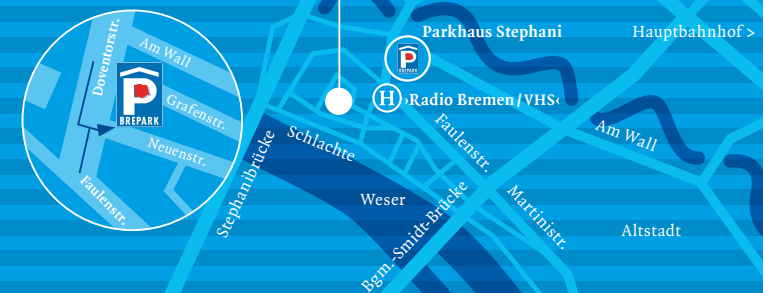 Doventorstr.
Am Wall
P
BREPARK
Grafenstr.
Neuenstr.
Faulenstr.
Parkhaus Stephani
P
BREPARK
Hauptbahnhof >
H ›Radio Bremen / VHS‹
Faulenstr.
Am Wall
Schlachte
Stephanibrücke
Weser
Bgm.-Smidt-Brücke
Martinistr.
Altstadt